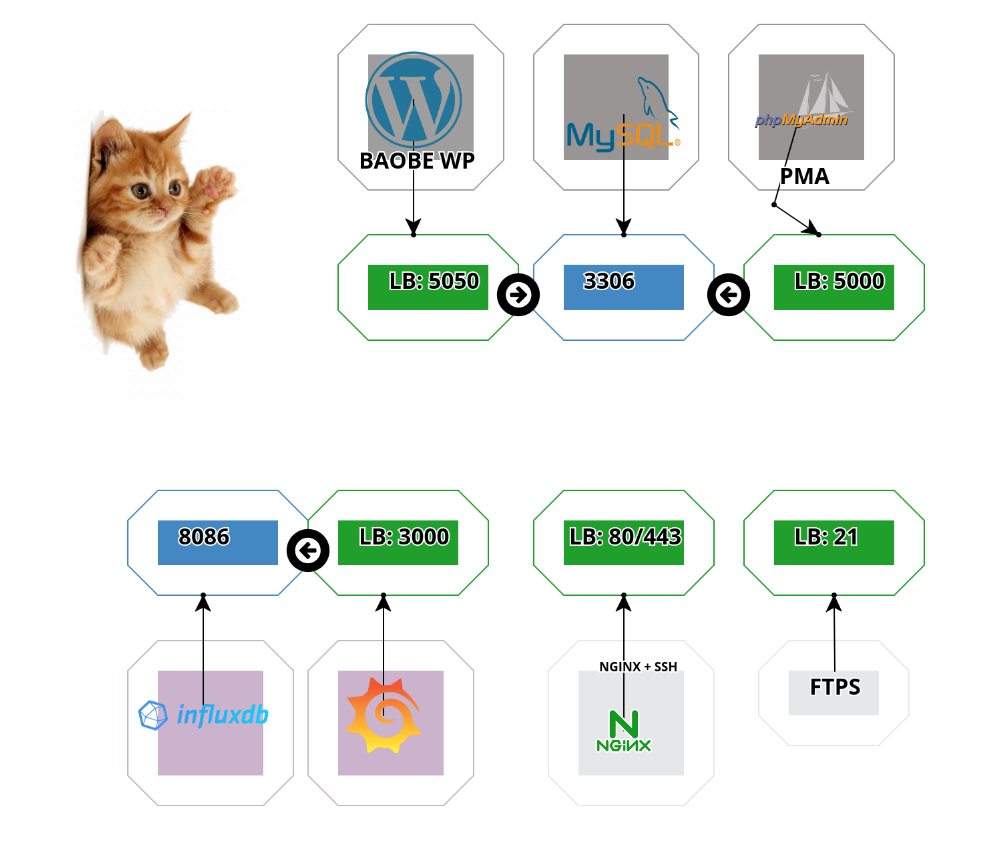 BAOBE WP
MySQL®
phpMyAdmin
PMA
LB: 5050
3306
LB: 5000
8086
LB: 3000
LB: 80/443
LB: 21
influxdb
NGINX + SSH
NGiNX
FTPS